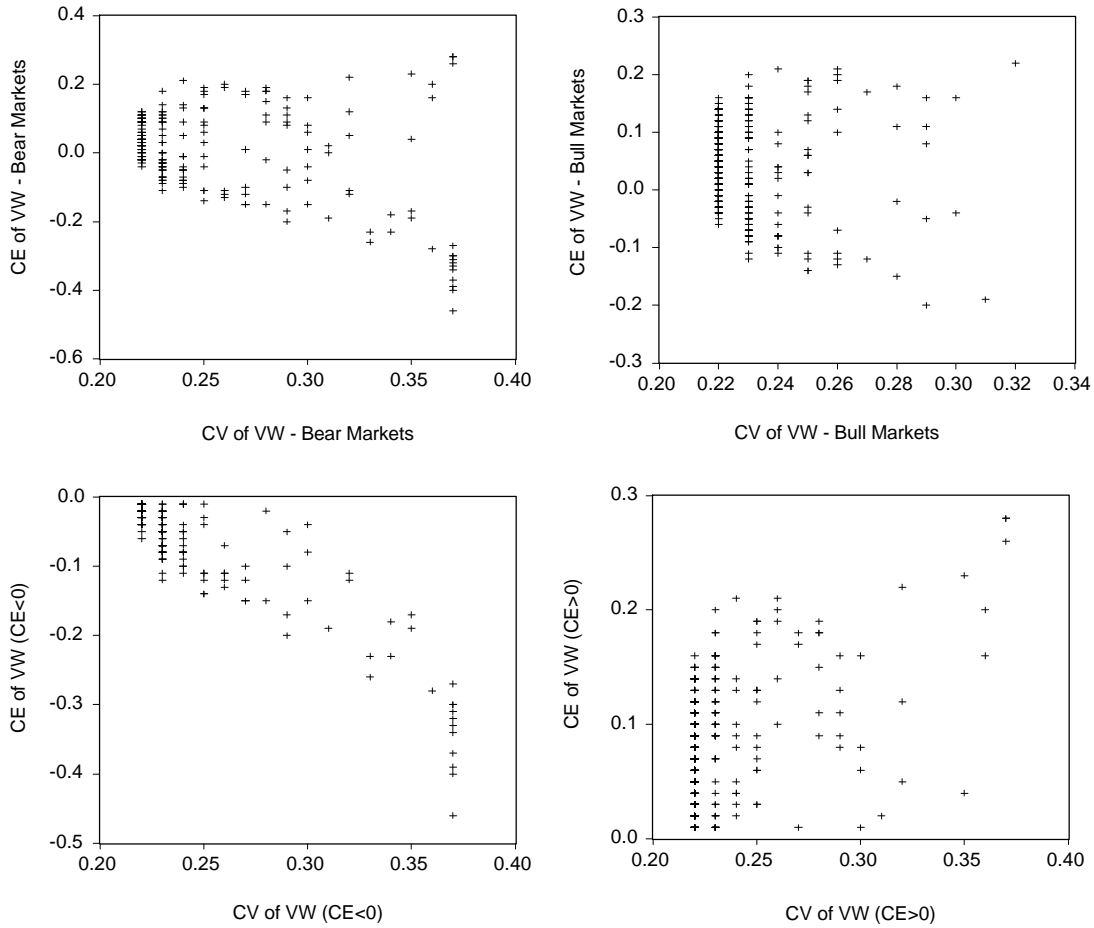 0.4
0.2
0.0
-0.2
-0.4
-0.6
CE of VW - Bear Markets
0.20 0.25 0.30 0.35 0.40
CV of VW - Bear Markets
0.3
0.2
0.1
0.0
-0.1
-0.2
-0.3
CE of VW - Bull Markets
0.20 0.22 0.24 0.26 0.28 0.30 0.32 0.34
CV of VW - Bull Markets
0.0
-0.1
-0.2
-0.3
-0.4
-0.5
CE of VW (CE<0)
0.20 0.25 0.30 0.35 0.40
CV of VW (CE<0)
0.3
0.2
0.1
0.0
CE of VW (CE>0)
0.20 0.25 0.30 0.35 0.40
CV of VW (CE>0)